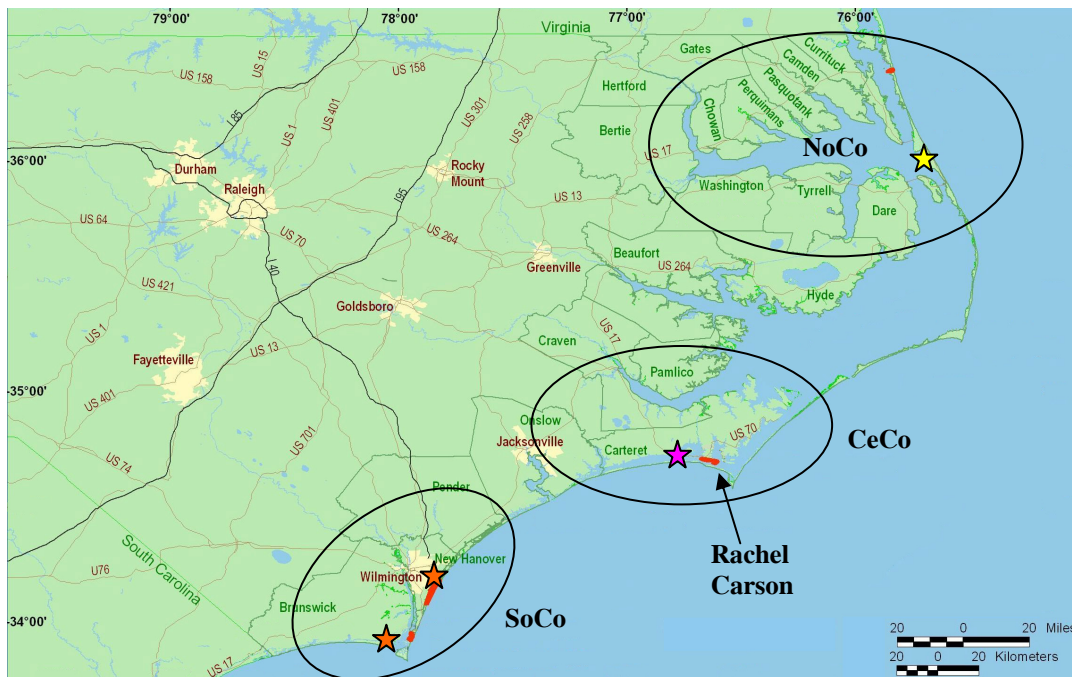 79°00' 78°00' 77°00' 76°00'
Virginia
US 15
US 158
US 401
US 158
US 1
I 85
US 301
US 258
Gates
Hertford
Bertie
Currituck
Camden
Pasquotank
Perquimans
Chowan
US 17
NoCo
36°00'
Durham
Raleigh
Rocky
Mount
I95
US 13
Washington
Tyrrell
Dare
US 64
US 70
US 264
I 40
Greenville
Beaufort
US 264
Hyde
US 421
Goldsboro
US 1
US 13
Fayetteville
US 17
Craven
Pamlico
35°00'
US 401
US 701
US 74
Onslow
Jacksonville
Carteret
US 70
CeCo
Pender
South Carolina
Rachel
Carson
U76
New Hanover
Wilmington
Brunswick
SoCo
34°00'
US 17
20 0 20 Miles
20 0 20 Kilometers